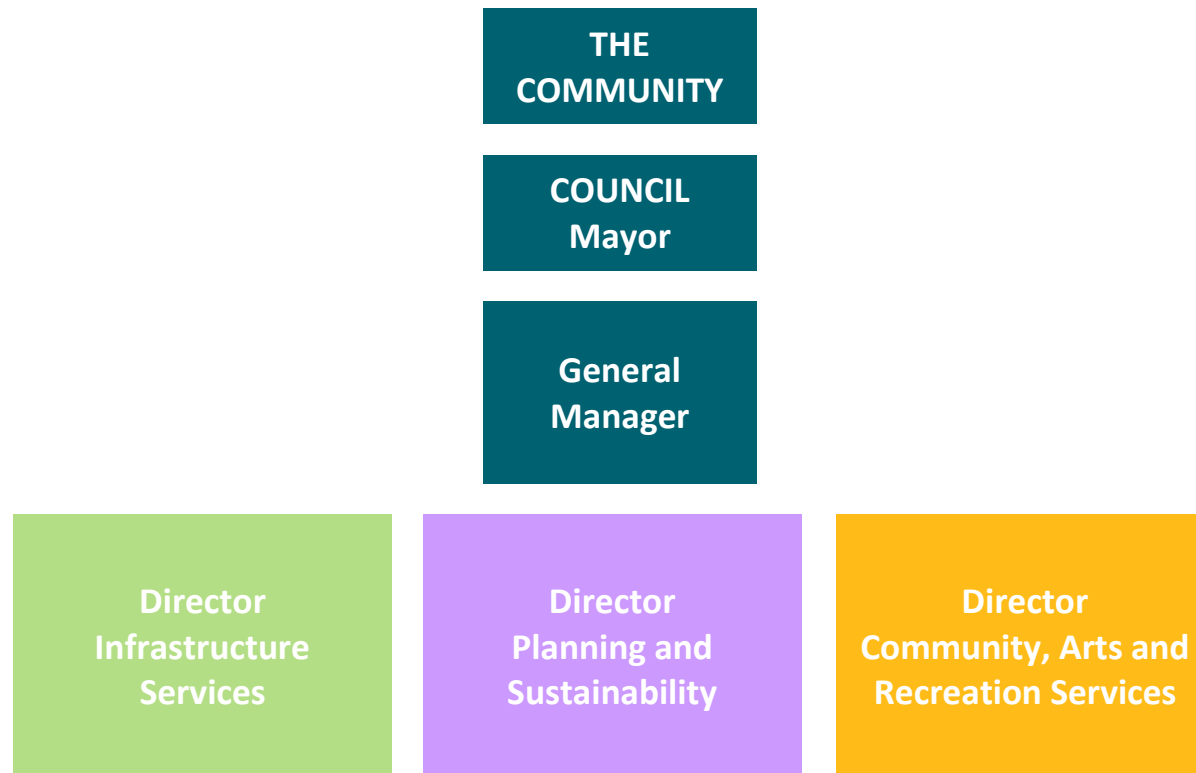 THE
COMMUNITY
COUNCIL
Mayor
General
Manager
Director
Infrastructure
Services
Director
Planning and
Sustainability
Director
Community, Arts and
Recreation Services